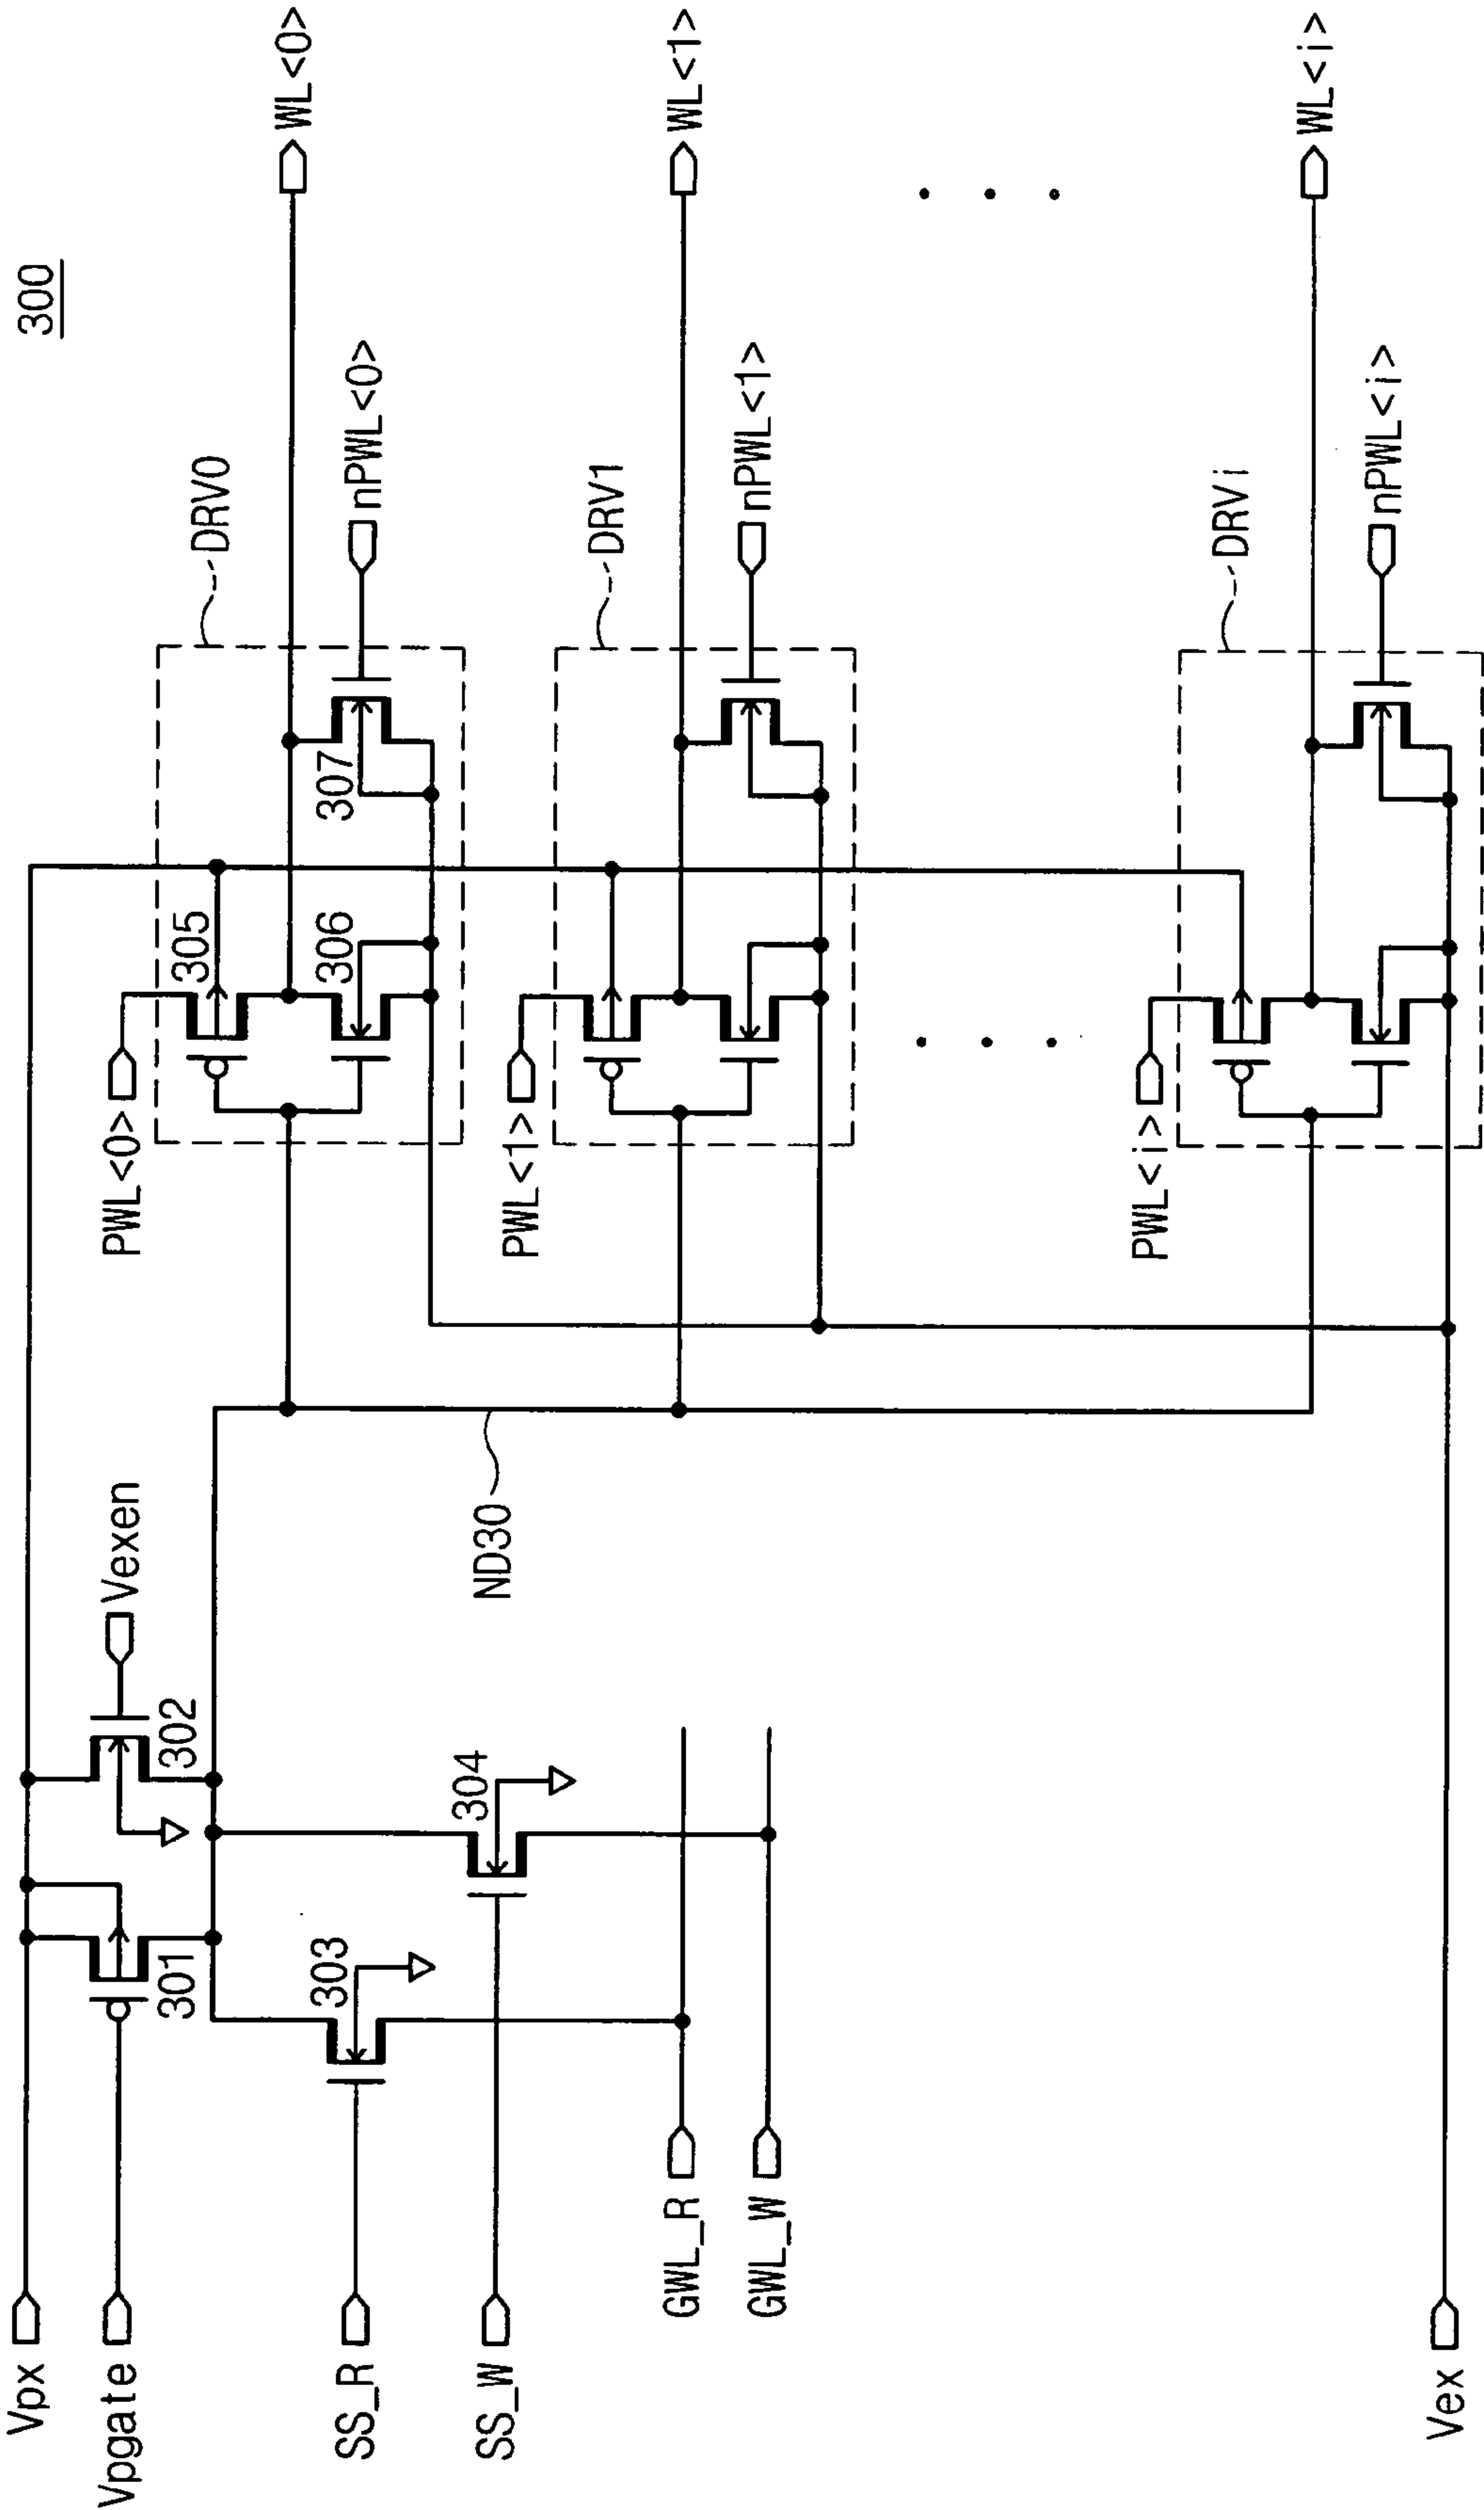 300
Vpx
Vpgate
301
302
Vexen
SS_R
303
SS_W
304
GWL_R
GWL_W
ND30
Vex
PWL<0>
305
306
307
DRV0
nPWL<0>
WL<0>
PWL<1>
DRV1
nPWL<1>
WL<1>
PWL<i>
DRVi
nPWL<i>
WL<i>